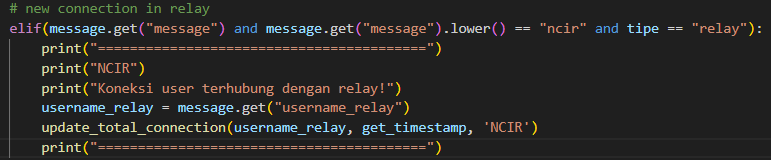 # new connection in relay
elif(message.get("message") and message.get("message").lower() == "ncir" and tipe == "relay"):
print("=========================================")
print("NCIR")
print("Koneksi user terhubung dengan relay!")
username_relay = message.get("username_relay")
update_total_connection(username_relay, get_timestamp, 'NCIR')
print("=========================================")